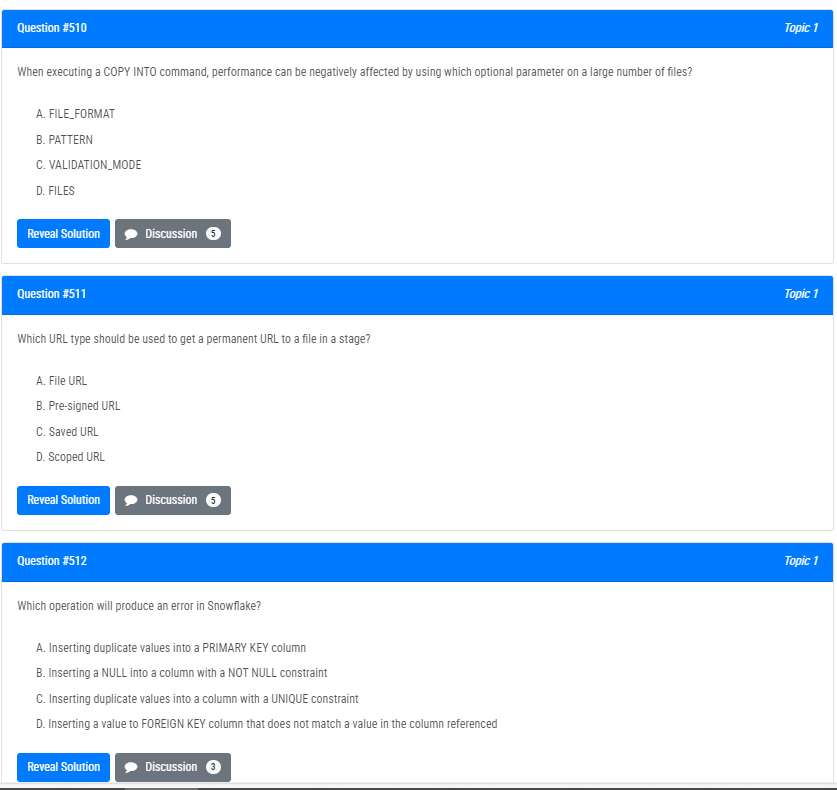 Question #510 Topic 1
When executing a COPY INTO command, performance can be negatively affected by using which optional parameter on a large number of files?
A. FILE_FORMAT
B. PATTERN
C. VALIDATION_MODE
D. FILES
Reveal Solution Discussion 5
Question #511 Topic 1
Which URL type should be used to get a permanent URL to a file in a stage?
A. File URL
B. Pre-signed URL
C. Saved URL
D. Scoped URL
Reveal Solution Discussion 5
Question #512 Topic 1
Which operation will produce an error in Snowflake?
A. Inserting duplicate values into a PRIMARY KEY column
B. Inserting a NULL into a column with a NOT NULL constraint
C. Inserting duplicate values into a column with a UNIQUE constraint
D. Inserting a value to FOREIGN KEY column that does not match a value in the column referenced
Reveal Solution Discussion 3